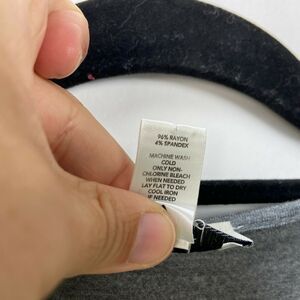 96% RAYON
4% SPANDEX
MACHINE WASH
COLD
ONLY NON-
CHLORINE BLEACH
WHEN NEEDED
LAY FLAT TO DRY
COOL IRON
IF NEEDED